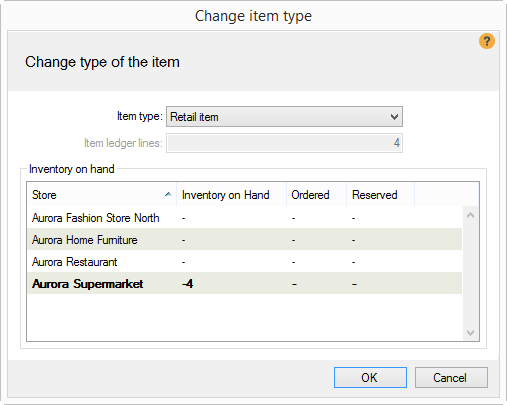 Change item type
?
Change type of the item
Item type: Retail item
Item ledger lines: 4
Inventory on hand
Store Inventory on Hand Ordered Reserved
Aurora Fashion Store North - - -
Aurora Home Furniture - - -
Aurora Restaurant - - -
Aurora Supermarket -4 - -
OK Cancel